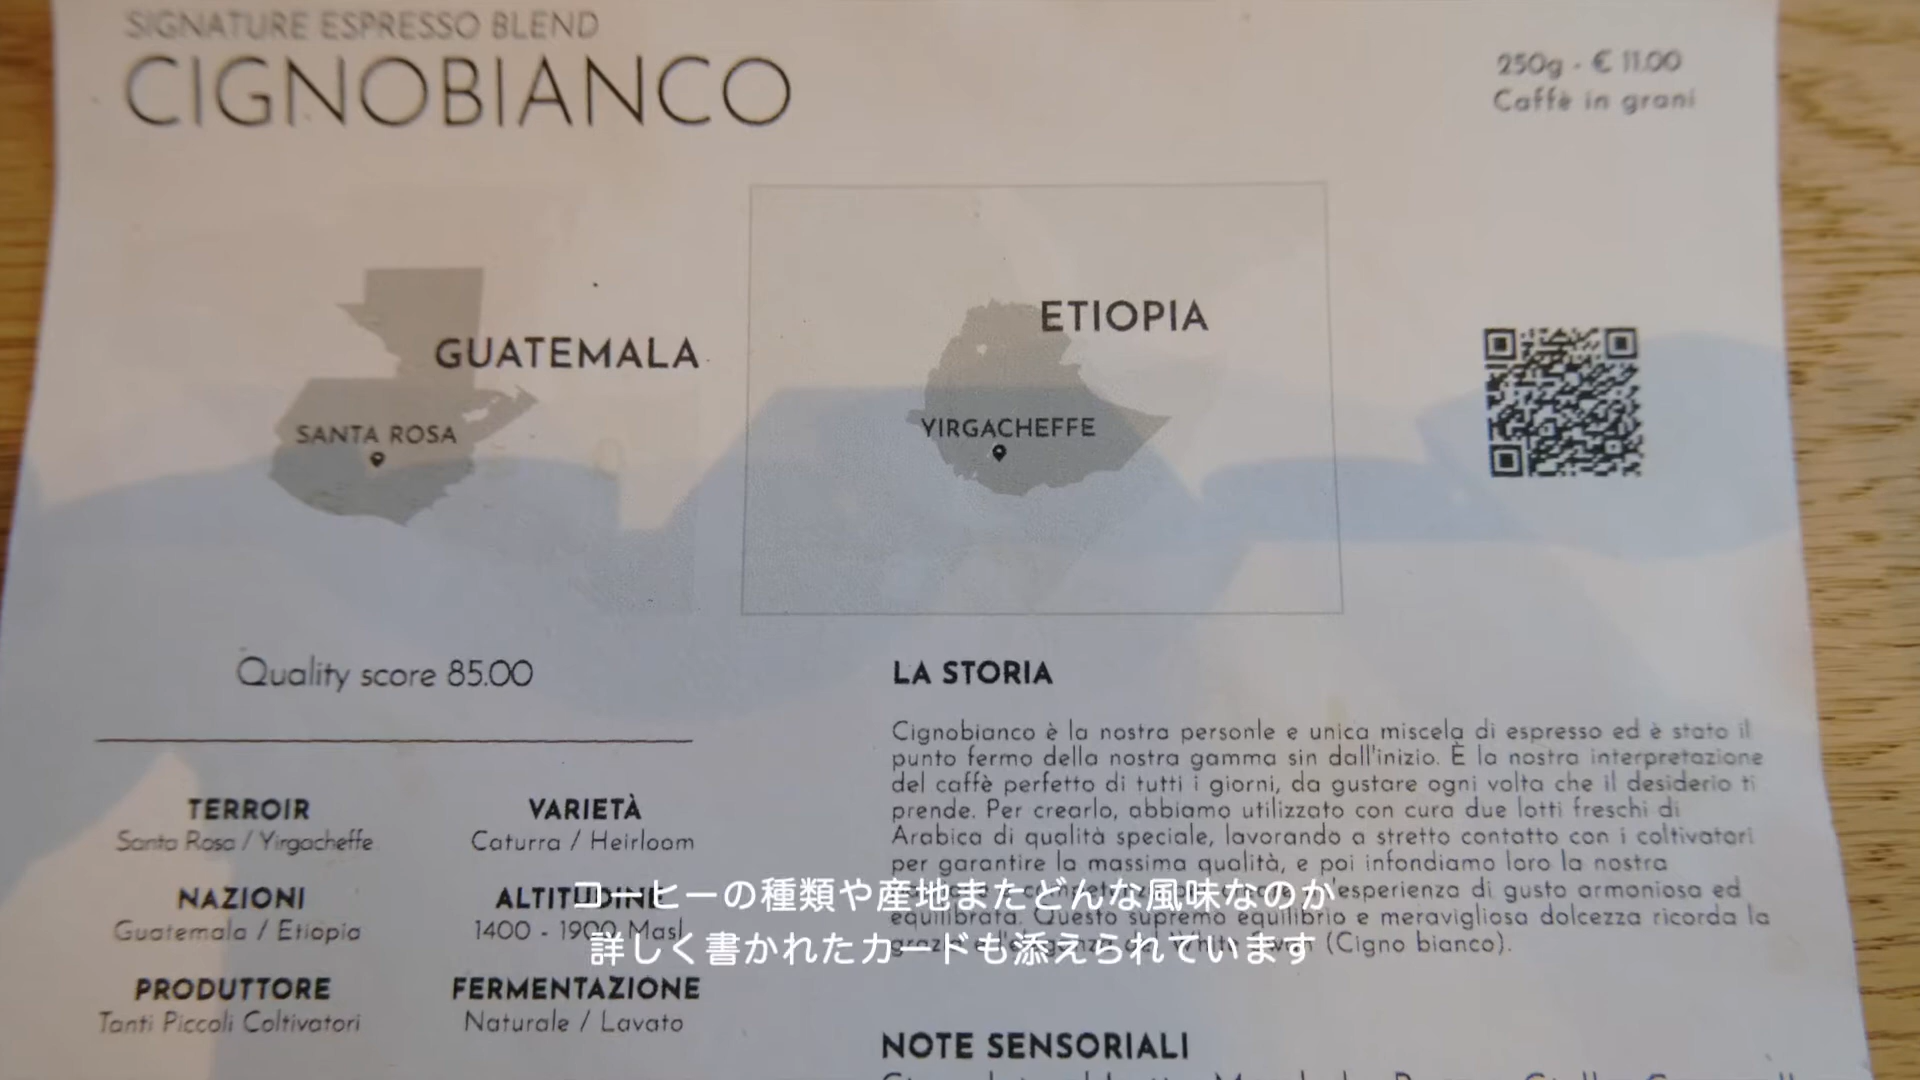 SIGNATURE ESPRESSO BLEND
CIGNOBIANCO
250g - € 11.00
Caffè in grani
GUATEMALA
SANTA ROSA
ETIOPIA
YIRGACHEFFE
Quality score 85.00
TERROIR
Santa Rosa / Yirgacheffe
VARIETÀ
Caturra / Heirloom
NAZIONI
Guatemala / Etiopia
ALTITUDINE
1400 - 1900 Masl
PRODUTTORE
Tanti Piccoli Coltivatori
FERMENTAZIONE
Naturale / Lavato
LA STORIA
Cignobianco è la nostra personle e unica miscela di espresso ed è stato il
punto fermo della nostra gamma sin dall'inizio. È la nostra interpretazione
del caffè perfetto di tutti i giorni, da gustare ogni volta che il desiderio ti
prende. Per crearlo, abbiamo utilizzato con cura due lotti freschi di
Arabica di qualità speciale, lavorando a stretto contatto con i coltivatori
per garantire la massima qualità, e poi infondiamo loro la nostra
l'esperienza di gusto armoniosa ed
equilibrata. Questo supremo equilibrio e meravigliosa dolcezza ricorda la
(Cigno bianco).
NOTE SENSORIALI
コーヒーの種類や産地またどんな風味なのか
詳しく書かれたカードも添えられています